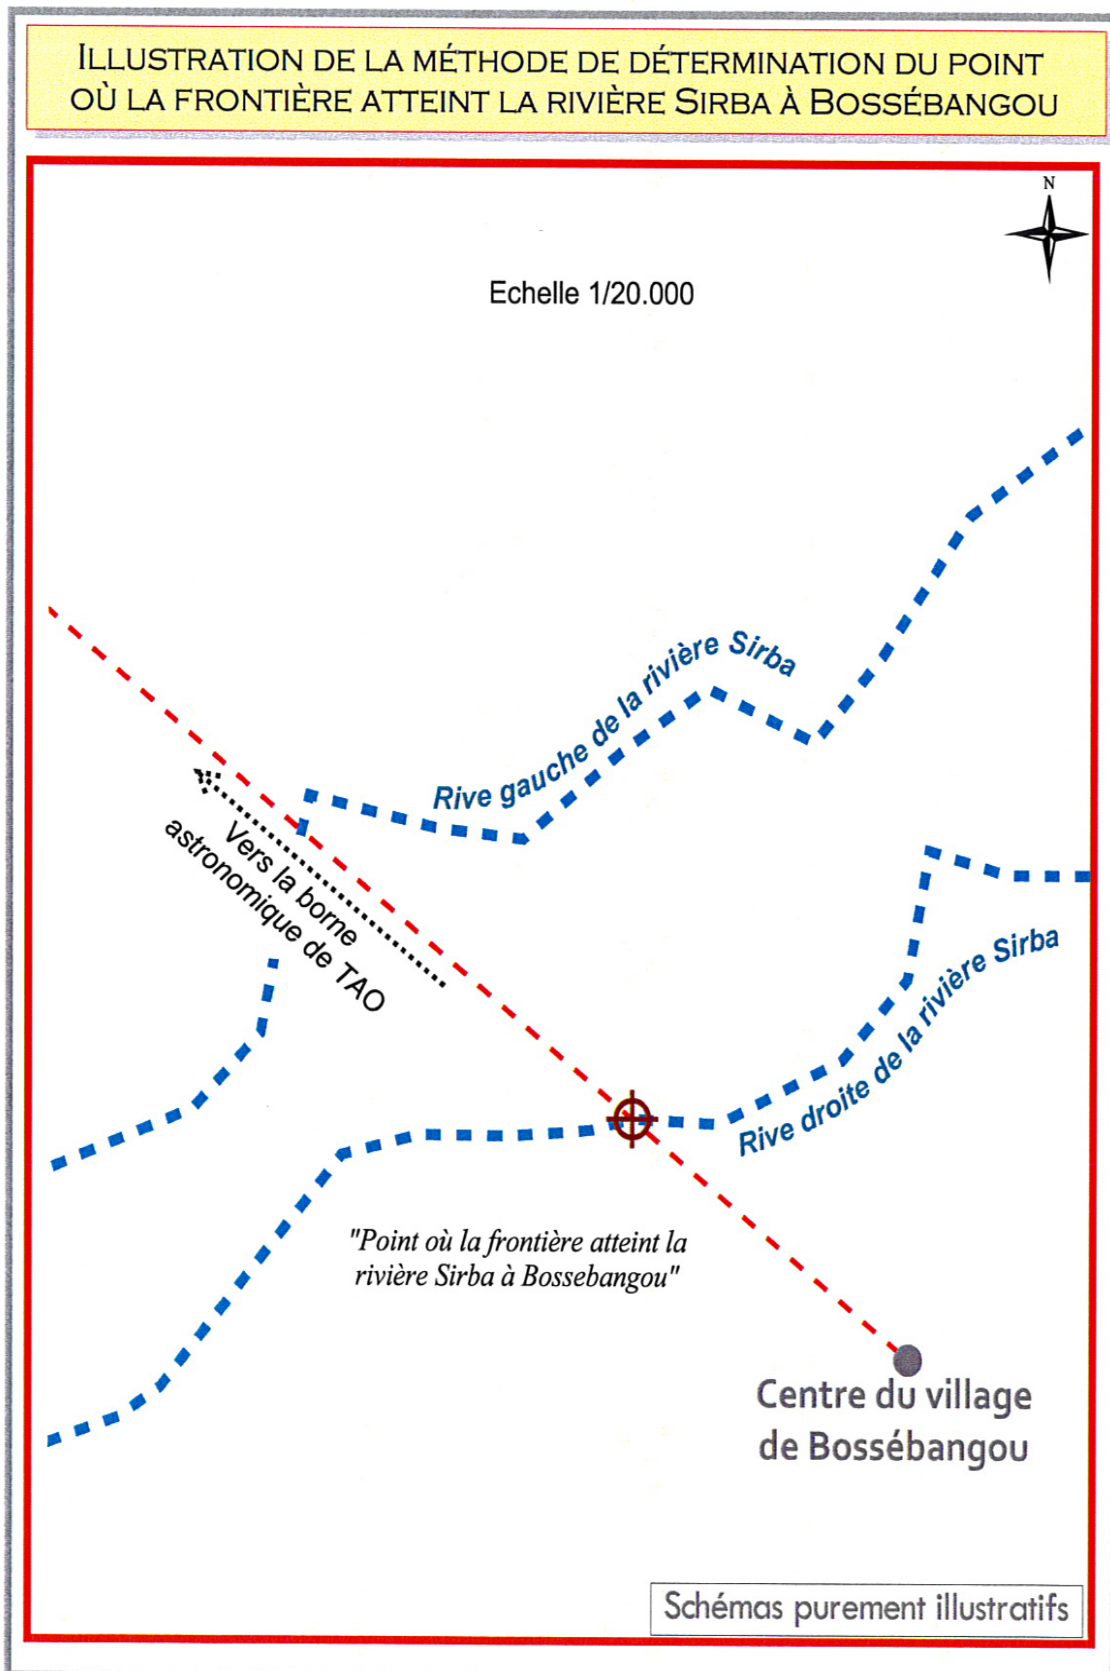 ILLUSTRATION DE LA MÉTHODE DE DÉTERMINATION DU POINT
OÙ LA FRONTIÈRE ATTEINT LA RIVIÈRE SIRBA À BOSSÉBANGOU
N
Echelle 1/20.000
Rive gauche de la rivière Sirba
Vers la borne
astronomique de TAO
Rive droite de la rivière Sirba
"Point où la frontière atteint la
rivière Sirba à Bossebangou"
Centre du village
de Bossébangou
Schémas purement illustratifs